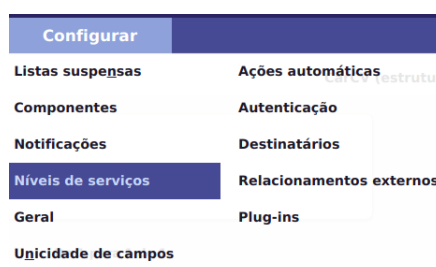 Configurar
Listas suspensas
Componentes
Notificações
Níveis de serviços
Geral
Unicidade de campos
Ações automáticas
Autenticação
Destinatários
Relacionamentos externos
Plug-ins
(estrutu